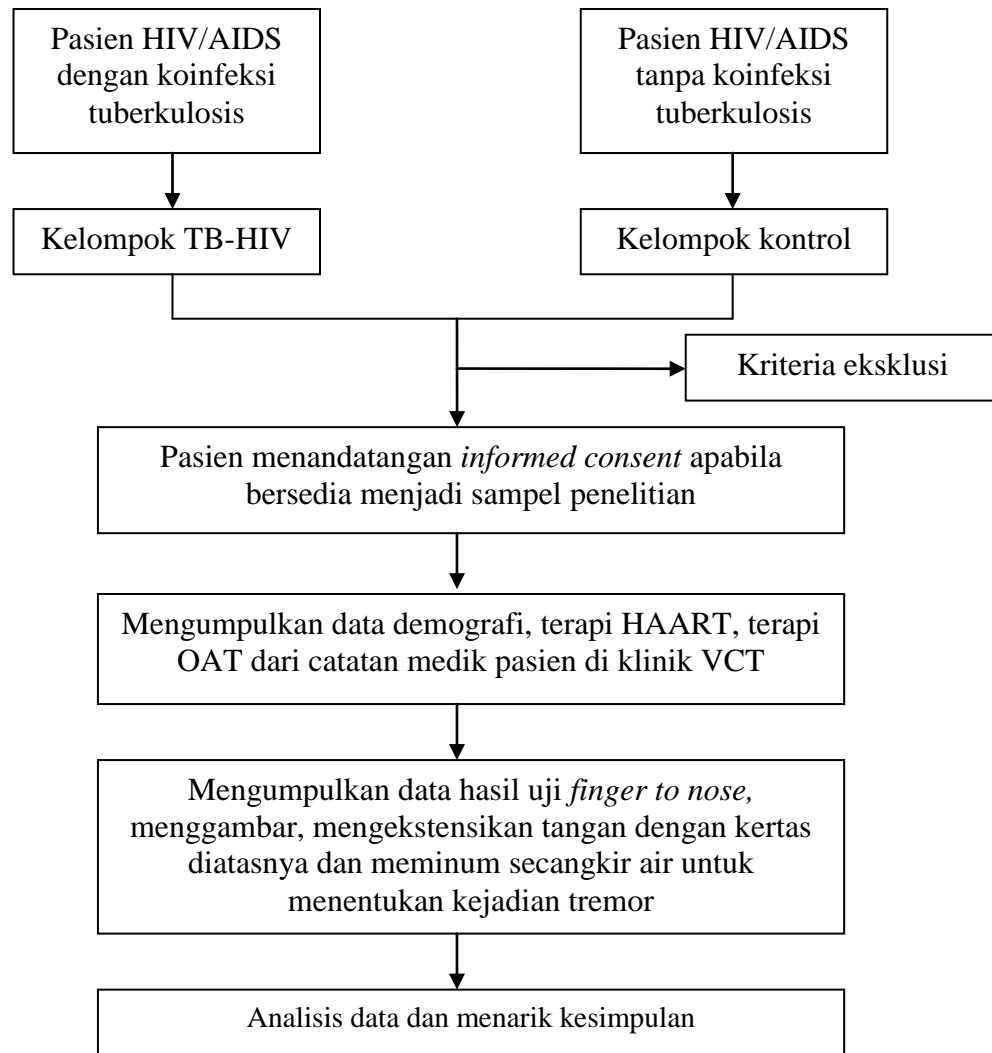 Pasien HIV/AIDS
dengan koinfeksi
tuberkulosis
Pasien HIV/AIDS
tanpa koinfeksi
tuberkulosis
Kelompok TB-HIV
Kelompok kontrol
Kriteria eksklusi
Pasien menandatangan informed consent apabila
bersedia menjadi sampel penelitian
Mengumpulkan data demografi, terapi HAART, terapi
OAT dari catatan medik pasien di klinik VCT
Mengumpulkan data hasil uji finger to nose,
menggambar, mengekstensikan tangan dengan kertas
diatasnya dan meminum secangkir air untuk
menentukan kejadian tremor
Analisis data dan menarik kesimpulan